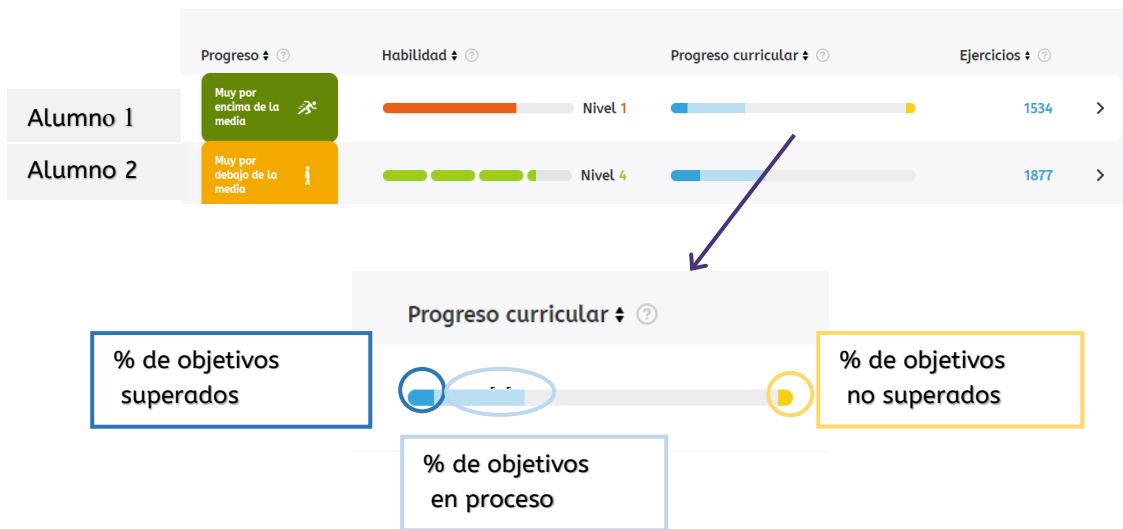 Progreso
Habilidad
Progreso curricular
Ejercicios
Alumno 1
Muy por
encima de la
media
Nivel 1
1534
Alumno 2
Muy por
debajo de la
media
Nivel 4
1877
Progreso curricular
% de objetivos
superados
% de objetivos
no superados
% de objetivos
en proceso